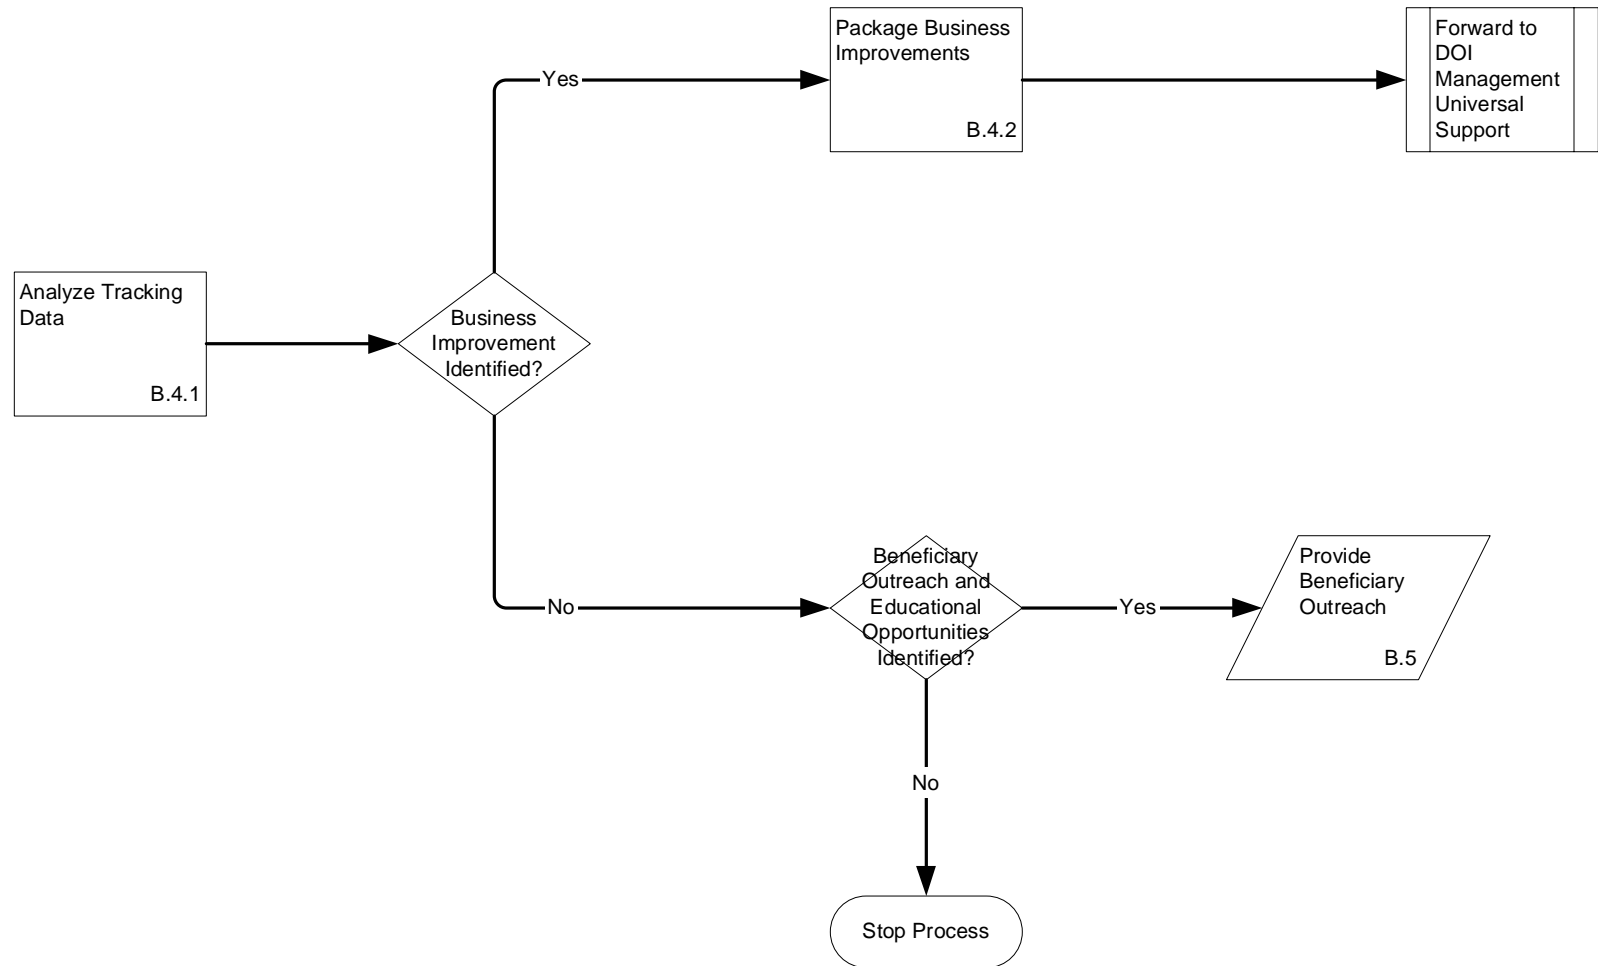 Package Business
Improvements
B.4.2
Forward to
DOI
Management
Universal
Support
Yes
Analyze Tracking
Data
B.4.1
Business
Improvement
Identified?
No
Beneficiary
Outreach and
Educational
Opportunities
Identified?
Yes
Provide
Beneficiary
Outreach
B.5
No
Stop Process